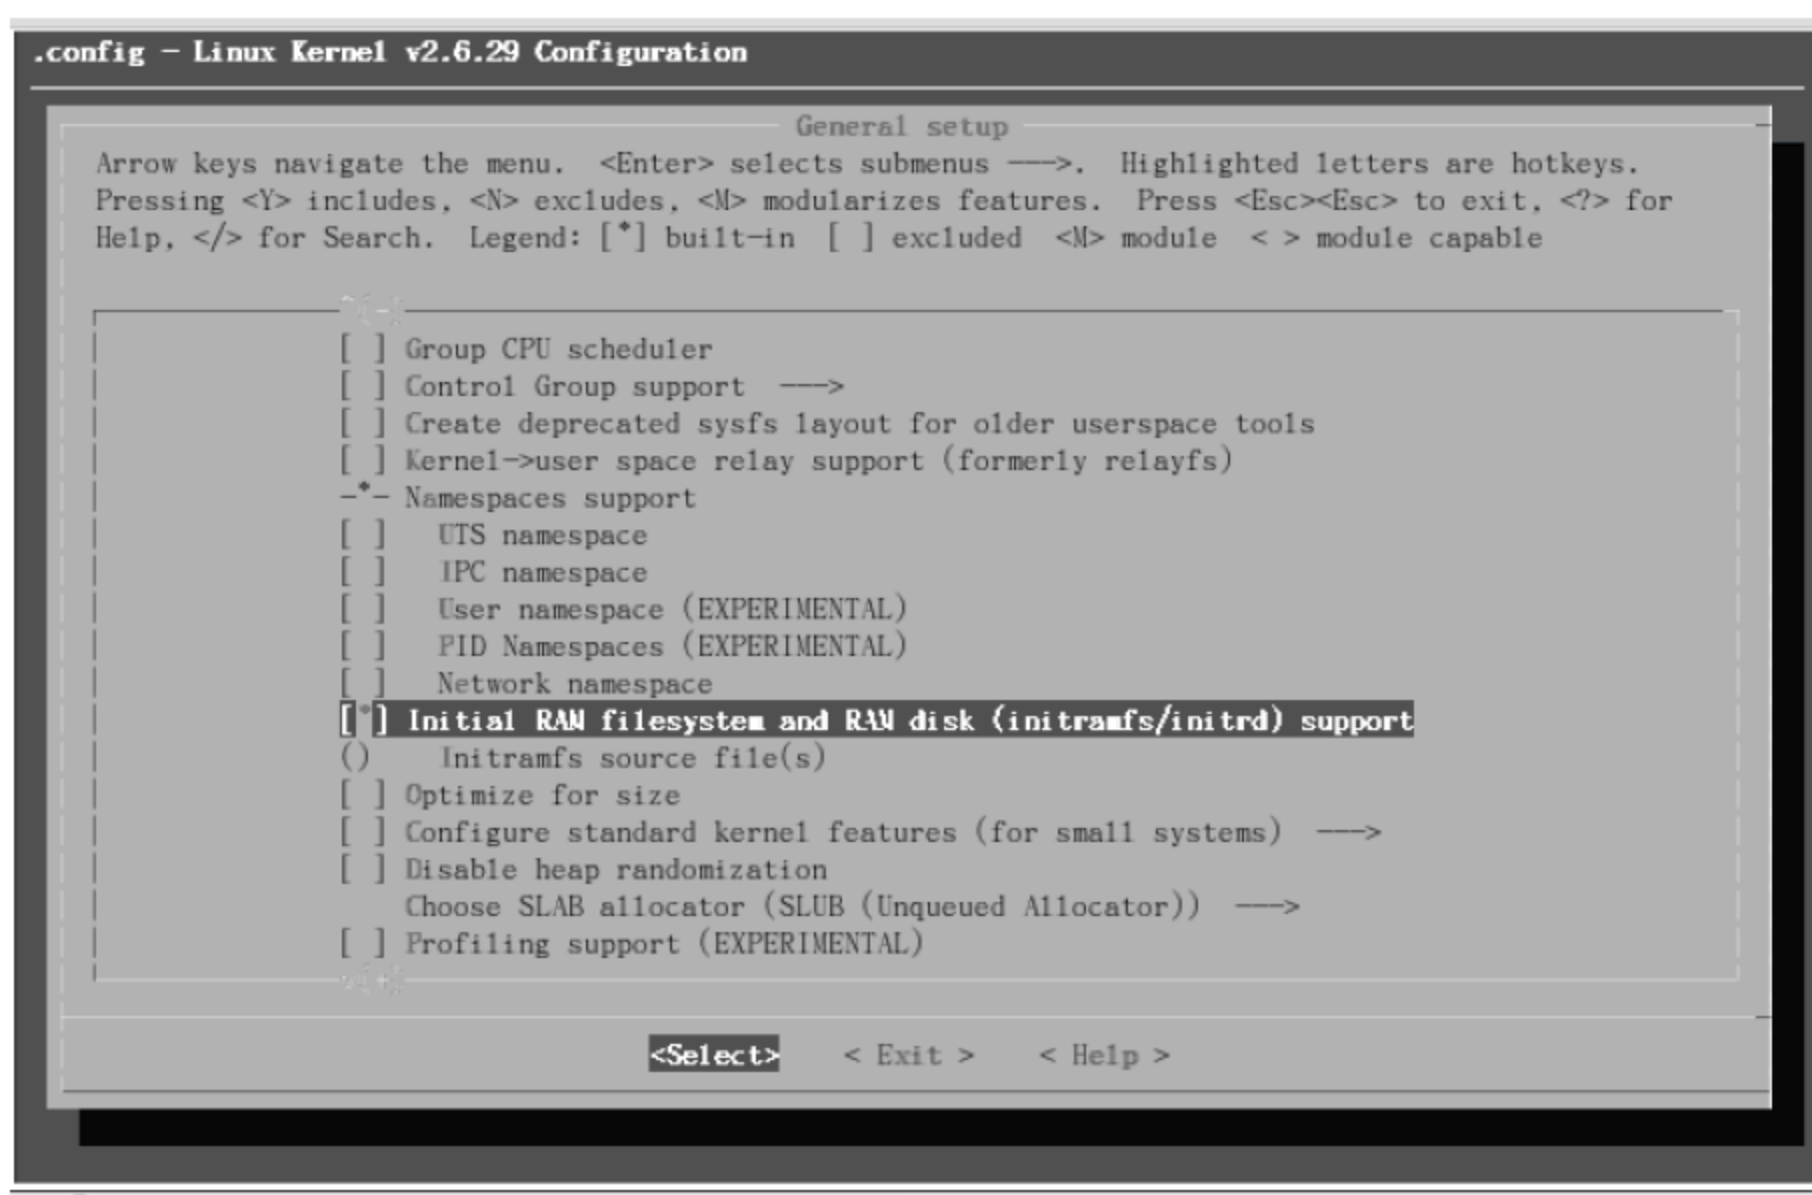 .config - Linux Kernel v2.6.29 Configuration
General setup
Arrow keys navigate the menu. <Enter> selects submenus --->. Highlighted letters are hotkeys.
Pressing <Y> includes, <N> excludes, <M> modularizes features. Press <Esc><Esc> to exit, <?> for
Help, </> for Search. Legend: [*] built-in [ ] excluded <M> module < > module capable
^(-)
[ ] Group CPU scheduler
[ ] Control Group support --->
[ ] Create deprecated sysfs layout for older userspace tools
[ ] Kernel->user space relay support (formerly relayfs)
-*- Namespaces support
[ ] UTS namespace
[ ] IPC namespace
[ ] User namespace (EXPERIMENTAL)
[ ] PID Namespaces (EXPERIMENTAL)
[ ] Network namespace
[*] Initial RAM filesystem and RAM disk (initramfs/initrd) support
() Initramfs source file(s)
[ ] Optimize for size
[ ] Configure standard kernel features (for small systems) --->
[ ] Disable heap randomization
Choose SLAB allocator (SLUB (Unqueued Allocator)) --->
[ ] Profiling support (EXPERIMENTAL)
v(+)
<Select> < Exit > < Help >